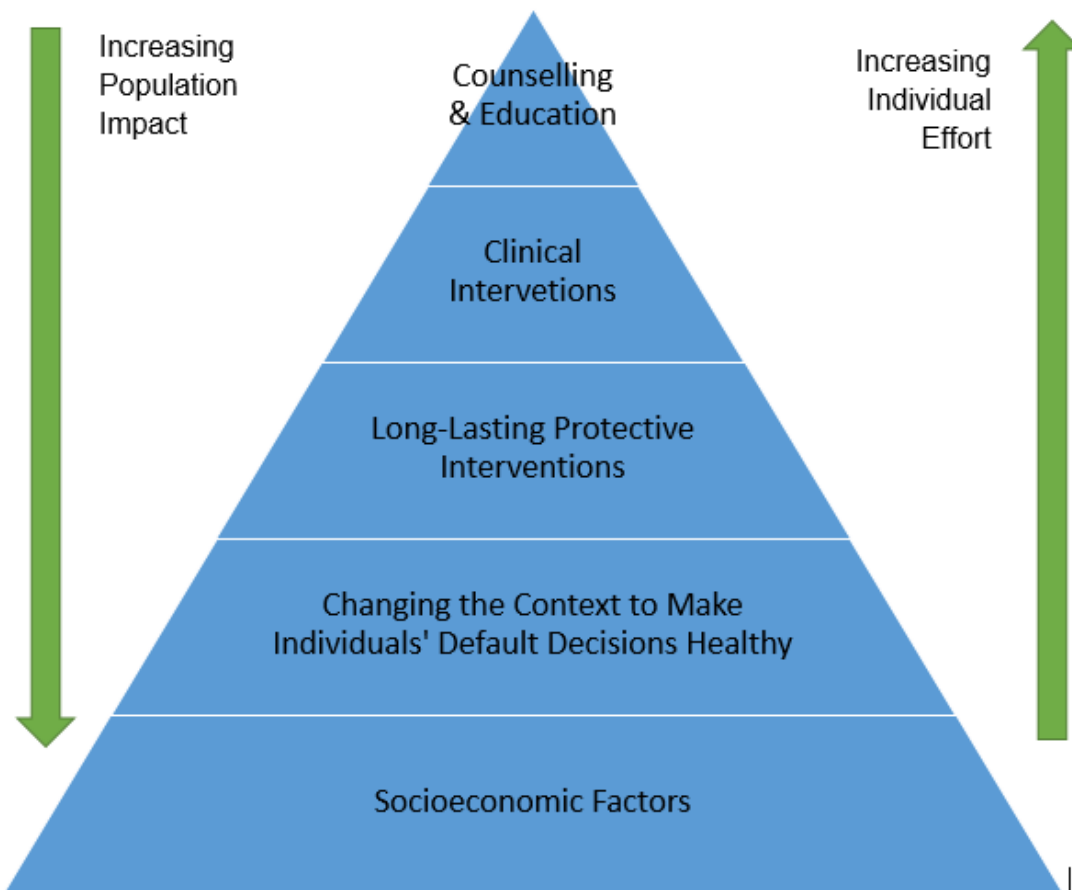 Increasing
Population
Impact
Counselling
& Education
Increasing
Individual
Effort
Clinical
Intervetions
Long-Lasting Protective
Interventions
Changing the Context to Make
Individuals' Default Decisions Healthy
Socioeconomic Factors